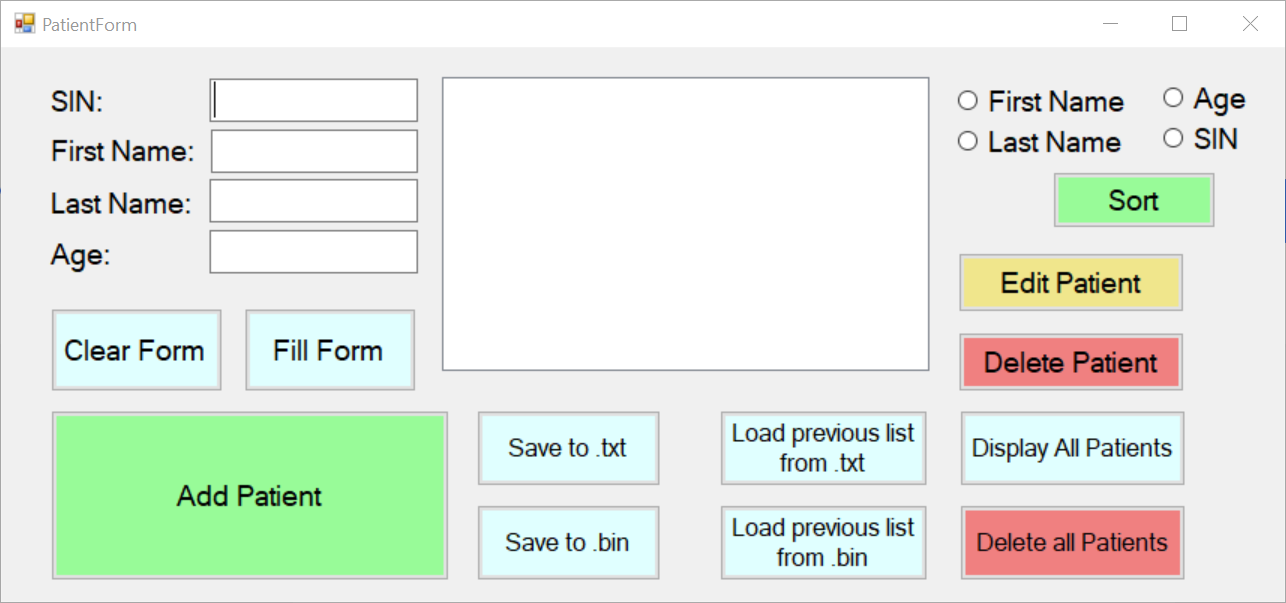 PatientForm
SIN:
First Name:
Last Name:
Age:
First Name
Age
Last Name
SIN
Sort
Edit Patient
Delete Patient
Clear Form
Fill Form
Add Patient
Save to .txt
Load previous list
from .txt
Display All Patients
Save to .bin
Load previous list
from .bin
Delete all Patients